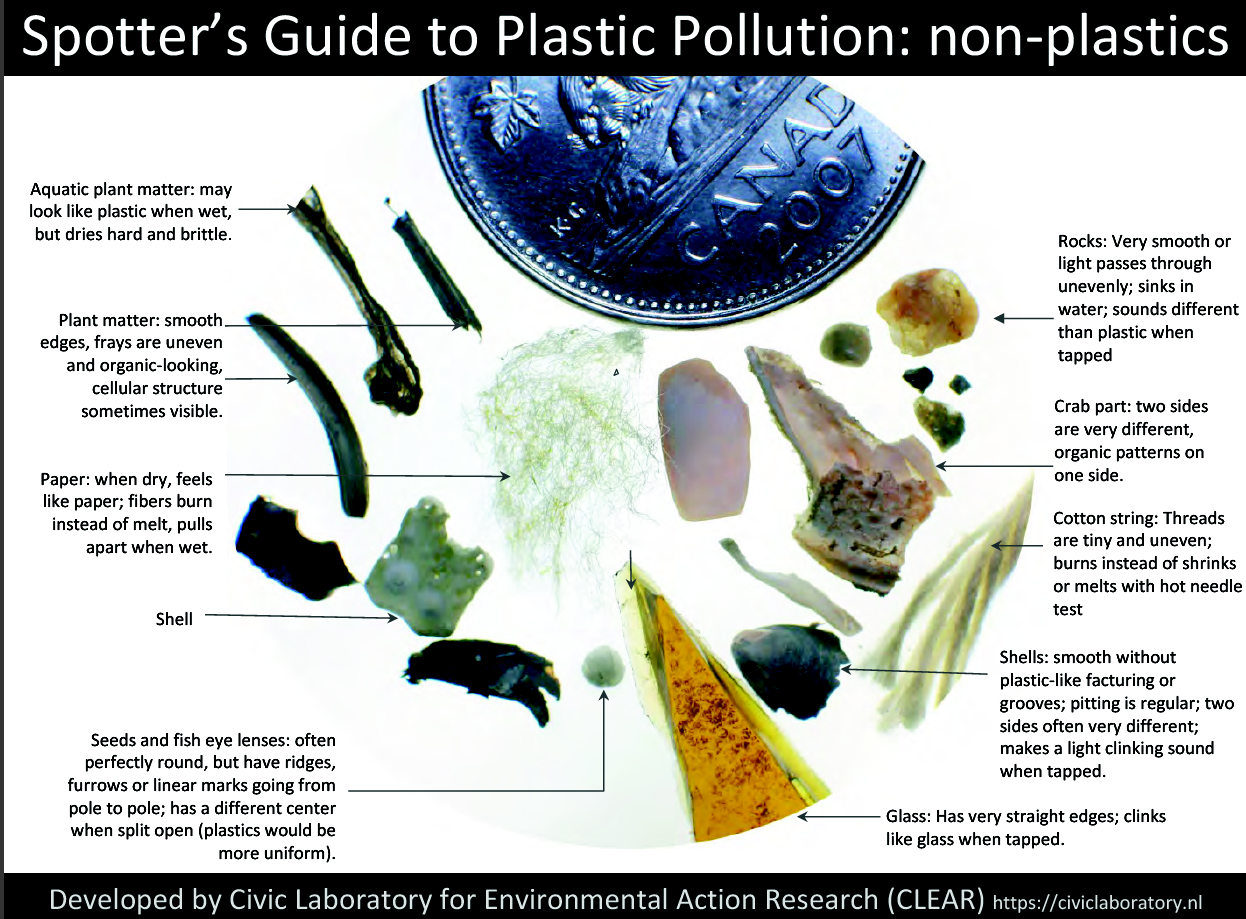 Spotter's Guide to Plastic Pollution: non-plastics
CANADA
2007
K·G
Aquatic plant matter: may
look like plastic when wet,
but dries hard and brittle.
Plant matter: smooth
edges, frays are uneven
and organic-looking,
cellular structure
sometimes visible.
Paper: when dry, feels
like paper; fibers burn
instead of melt, pulls
apart when wet.
Shell
Seeds and fish eye lenses: often
perfectly round, but have ridges,
furrows or linear marks going from
pole to pole; has a different center
when split open (plastics would be
more uniform).
Rocks: Very smooth or
light passes through
unevenly; sinks in
water; sounds different
than plastic when
tapped
Crab part: two sides
are very different,
organic patterns on
one side.
Cotton string: Threads
are tiny and uneven;
burns instead of shrinks
or melts with hot needle
test
Shells: smooth without
plastic-like facturing or
grooves; pitting is regular; two
sides often very different;
makes a light clinking sound
when tapped.
Glass: Has very straight edges; clinks
like glass when tapped.
Developed by Civic Laboratory for Environmental Action Research (CLEAR) https://civiclaboratory.nl